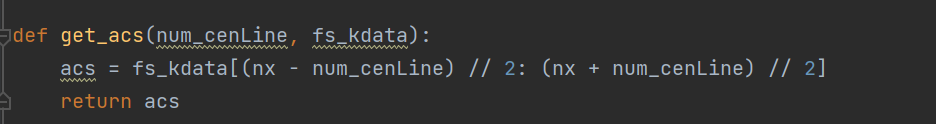 def get_acs(num_cenLine, fs_kdata):
    acs = fs_kdata[(nx - num_cenLine) // 2: (nx + num_cenLine) // 2]
    return acs